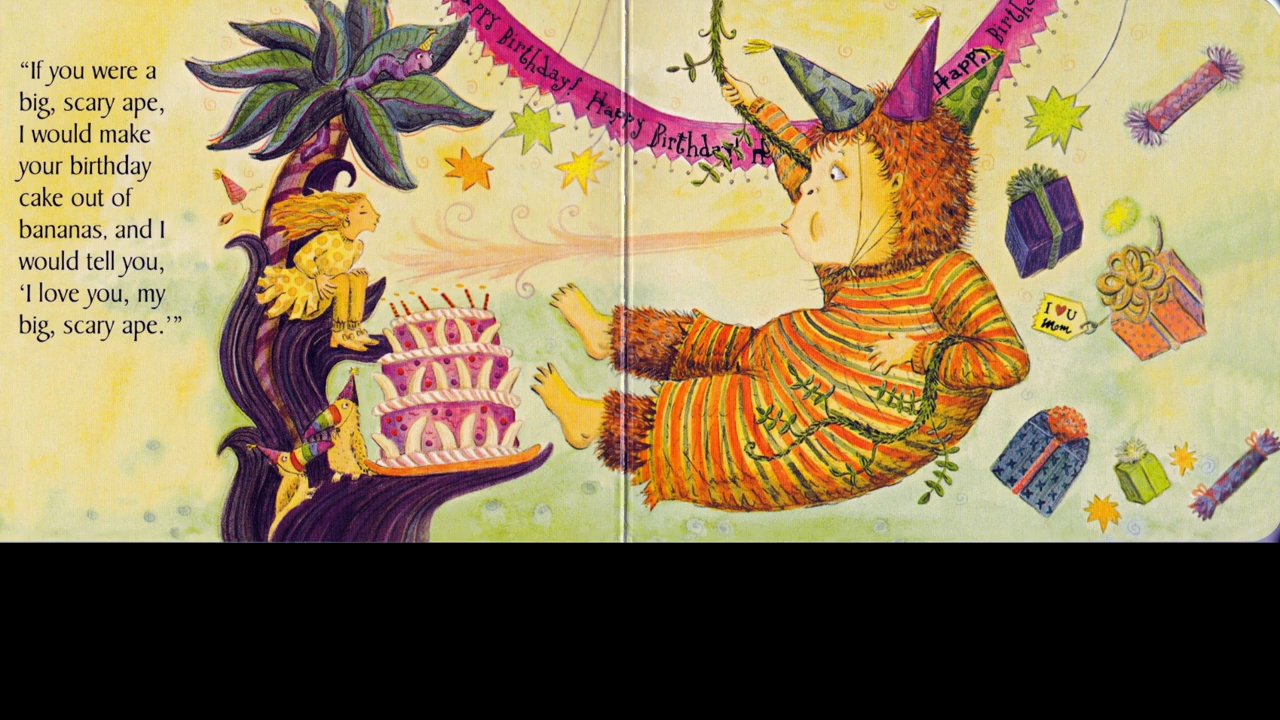 “If you were a
big, scary ape,
I would make
your birthday
cake out of
bananas, and I
would tell you,
‘I love you, my
big, scary ape.’”
Happy Birthday! Happy Birthday! H
Happy Birthd
I ♥ U
Mom